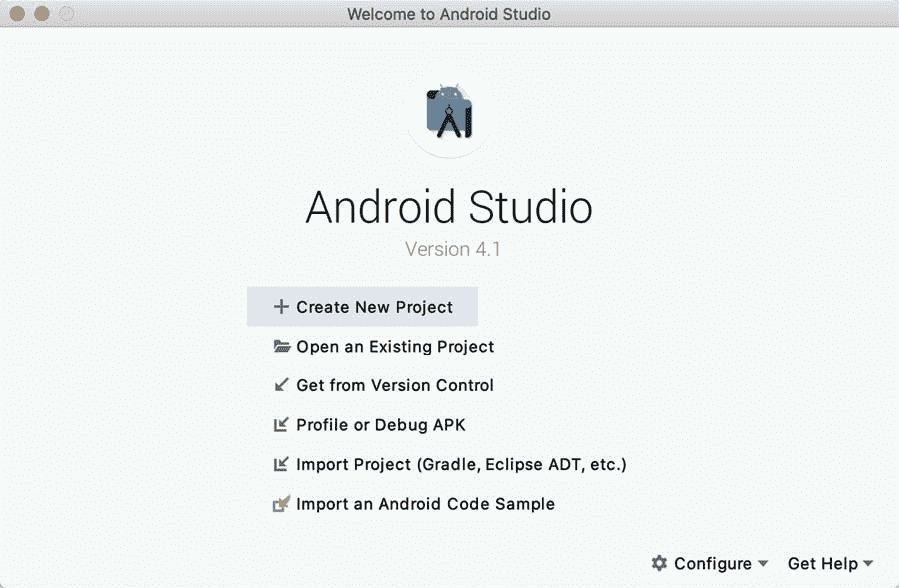 Welcome to Android Studio
Android Studio
Version 4.1
Create New Project
Open an Existing Project
Get from Version Control
Profile or Debug APK
Import Project (Gradle, Eclipse ADT, etc.)
Import an Android Code Sample
Configure Get Help